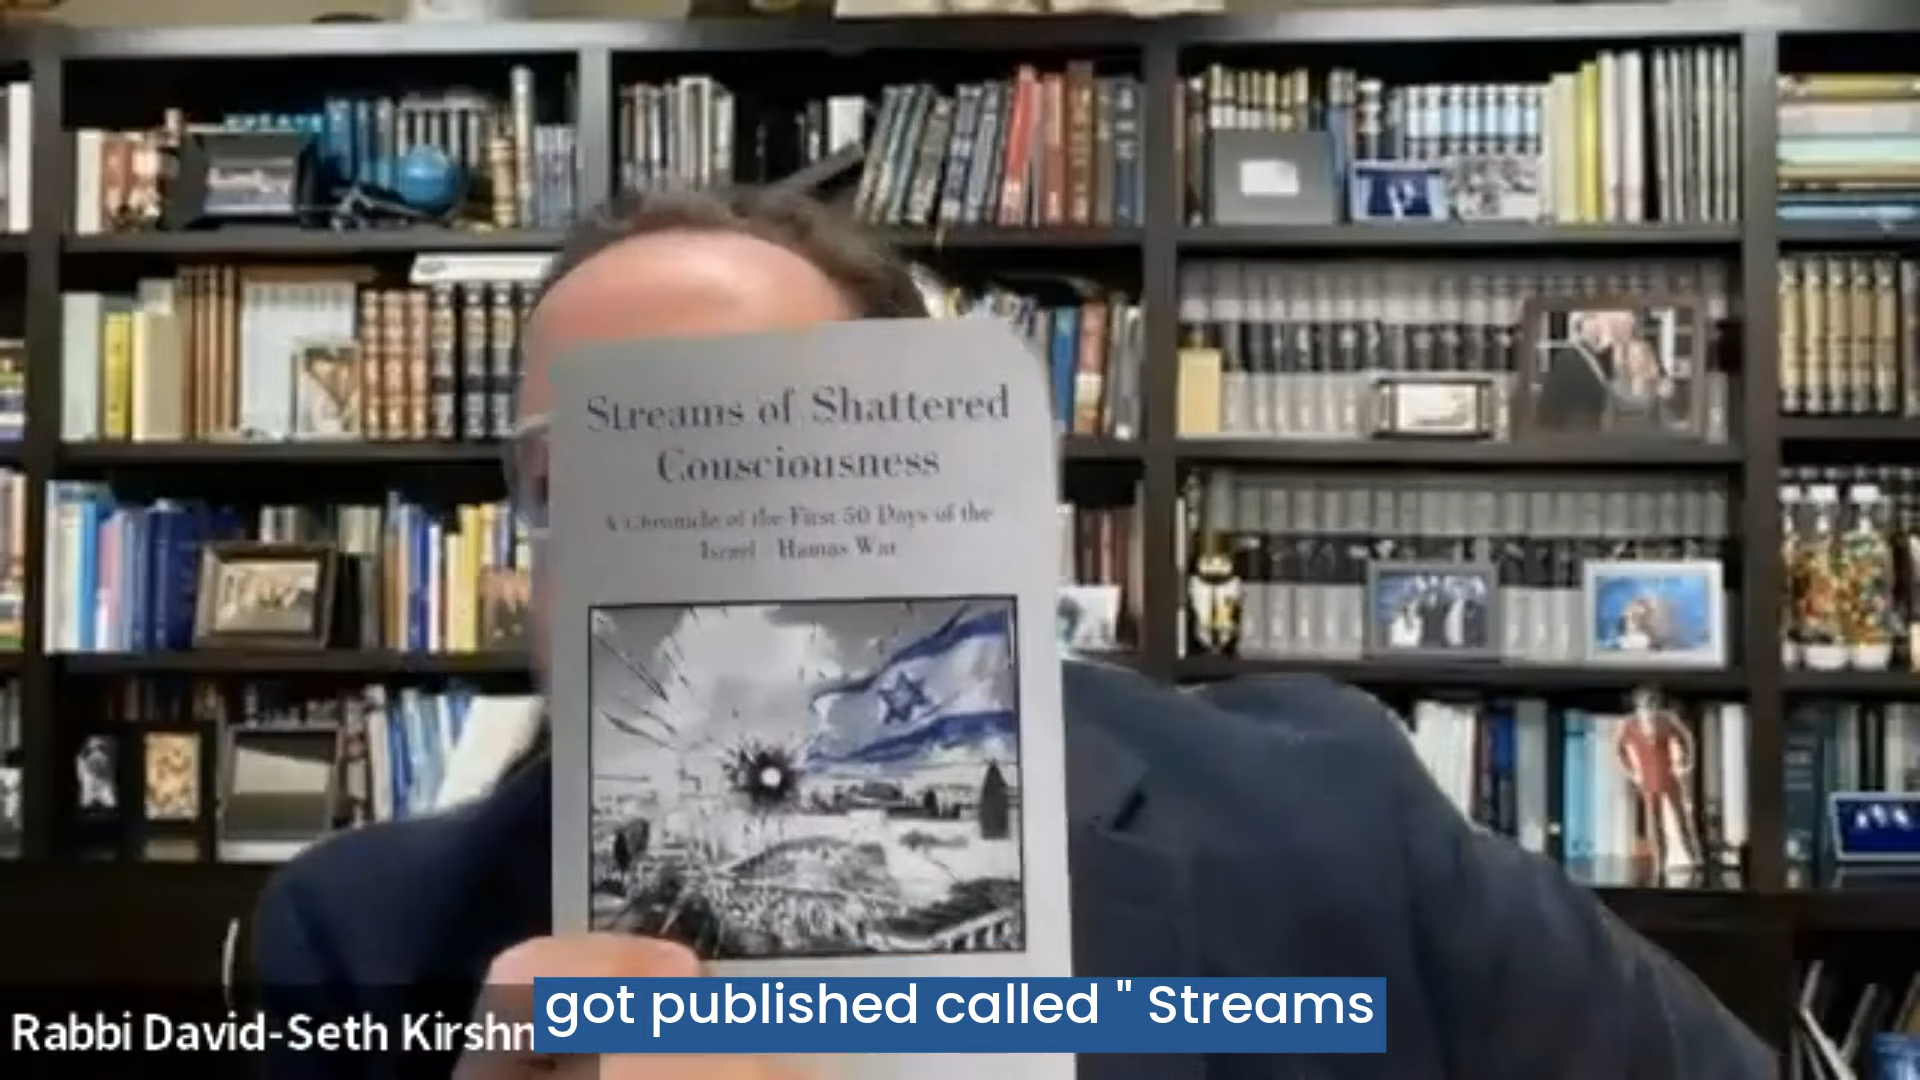 Streams of Shattered
Consciousness
A Chronicle of the First 50 Days of the
Israel Hamas War
got published called " Streams
Rabbi David-Seth Kirshn